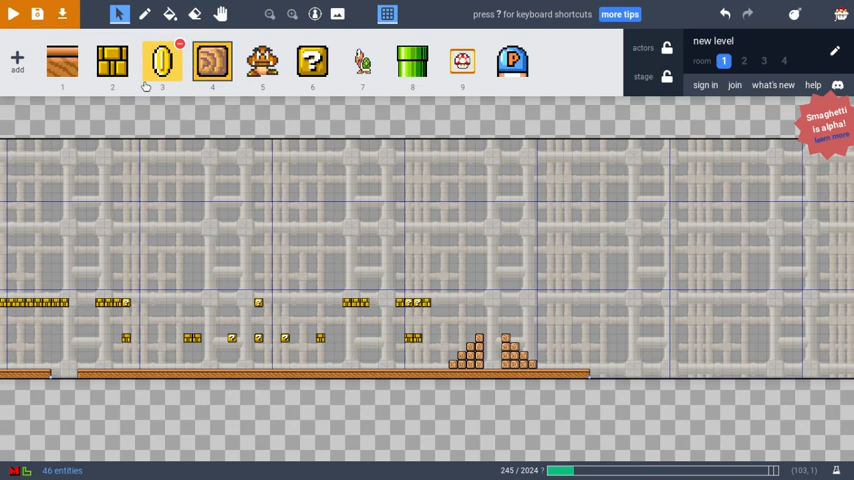 press ? for keyboard shortcuts
more tips
add
1
2
3
4
5
6
7
8
9
P
actors
stage
new level
room 1 2 3 4
sign in join what's new help
Smaghetti
is alpha!
learn more
46 entities
245 / 2024 ?
(103, 1)